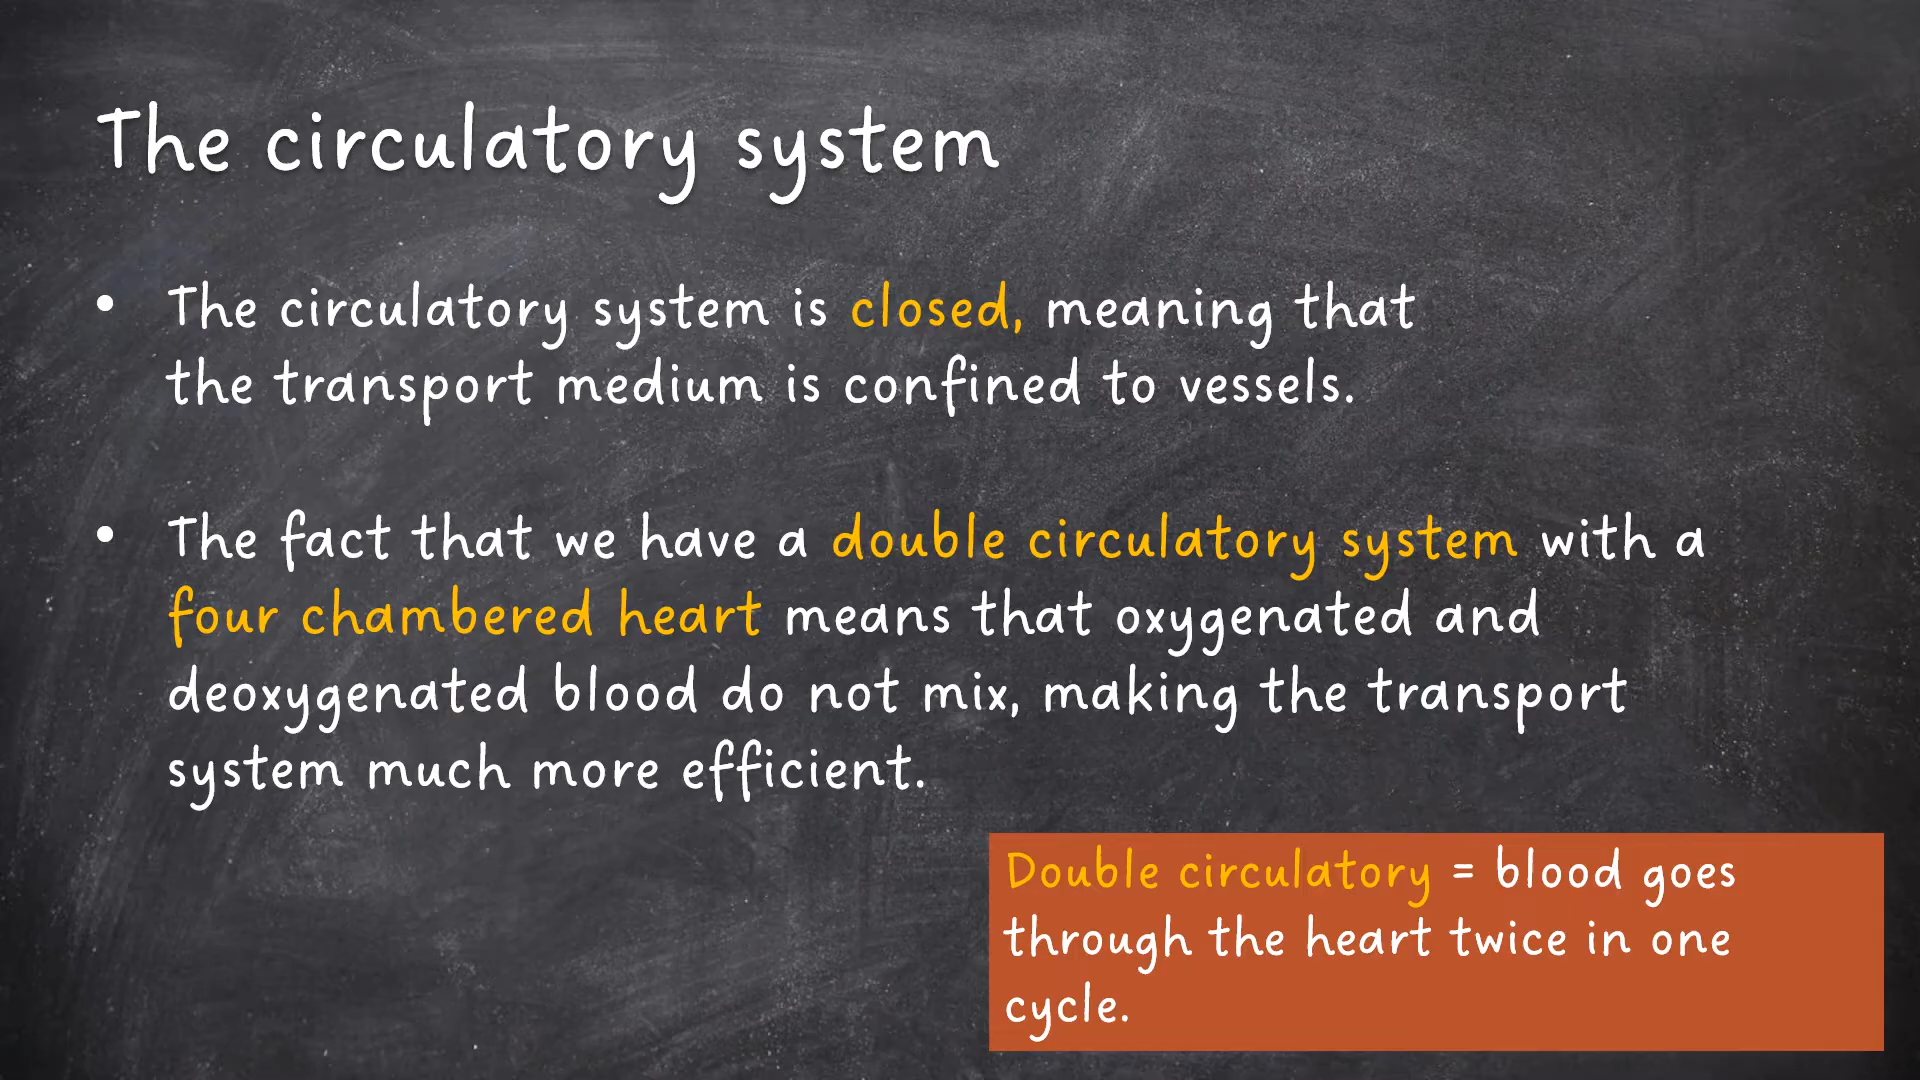 The circulatory system
• The circulatory system is closed, meaning that
the transport medium is confined to vessels.
• The fact that we have a double circulatory system with a
four chambered heart means that oxygenated and
deoxygenated blood do not mix, making the transport
system much more efficient.
Double circulatory = blood goes
through the heart twice in one
cycle.